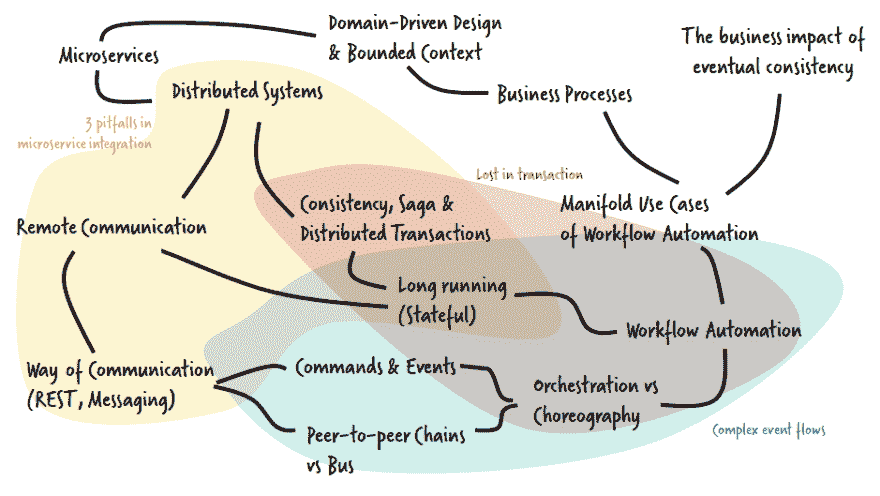 Domain-Driven Design
& Bounded Context
The business impact of
eventual consistency
Microservices
Distributed Systems
Business Processes
3 pitfalls in
microservice integration
Lost in transaction
Consistency, Saga &
Distributed Transactions
Manifold Use Cases
of Workflow Automation
Remote Communication
Long running
(Stateful)
Workflow Automation
Way of Communication
(REST, Messaging)
Commands & Events
Orchestration vs
Choreography
Peer-to-peer Chains
vs Bus
Complex event flows